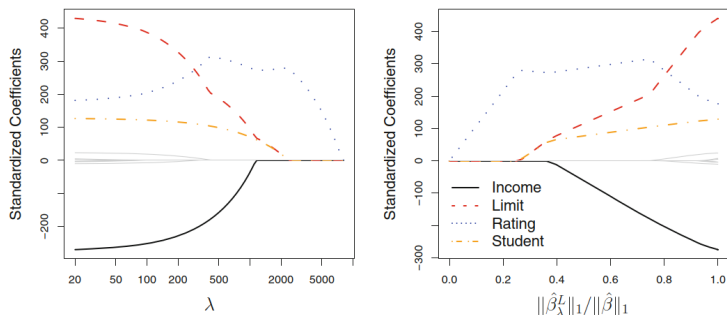 Standardized Coefficients
400
300
200
100
0
−200
20 50 100 200 500 2000 5000
λ
Standardized Coefficients
400
300
200
100
0
−100
−300
Income
Limit
Rating
Student
0.0 0.2 0.4 0.6 0.8 1.0
‖β̂λᴸ‖₁/‖β̂‖₁